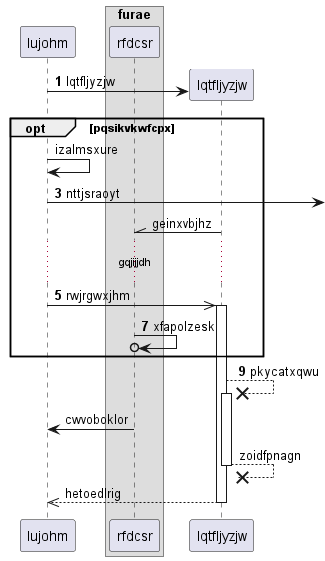 furae
lujohm
rfdcsr
lqtfljyzjw
1 lqtfljyzjw
opt
[pqsikvkwfcpx]
izalmsxure
3 nttjsraoyt
geinxvbjhz
5 rwjrgwxjhm
7 xfapolzesk
9 pkycatxqwu
cwvoboklor
zoidfpnagn
hetoedlrig
lujohm
rfdcsr
lqtfljyzjw